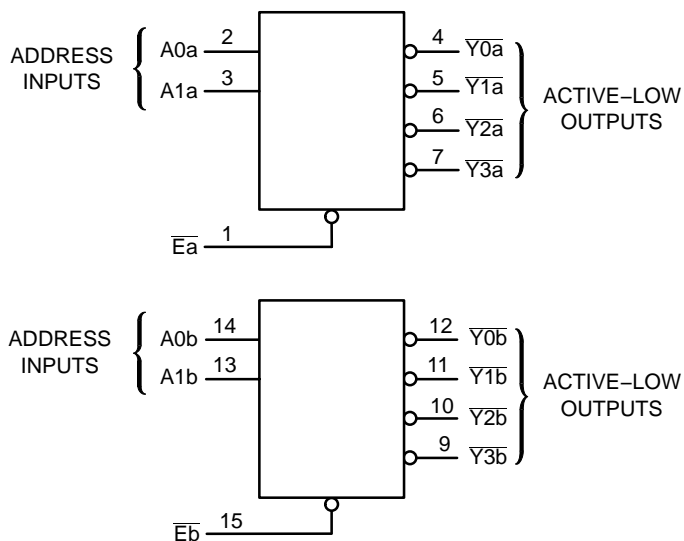 ADDRESS
INPUTS
A0a 2
A1a 3
4 Y0a
5 Y1a
6 Y2a
7 Y3a
ACTIVE–LOW
OUTPUTS
Ea 1
ADDRESS
INPUTS
A0b 14
A1b 13
12 Y0b
11 Y1b
10 Y2b
9 Y3b
ACTIVE–LOW
OUTPUTS
Eb 15